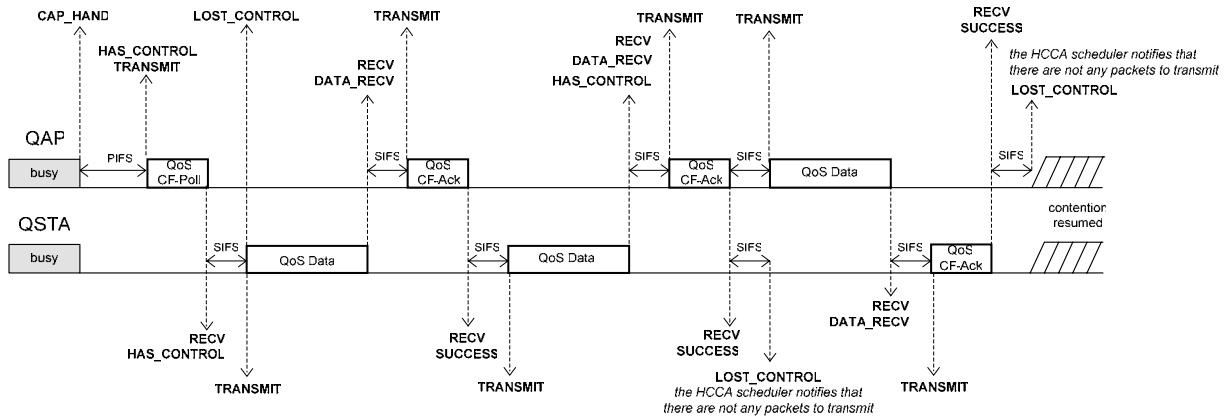 CAP_HAND
LOST_CONTROL
TRANSMIT
TRANSMIT
TRANSMIT
RECV
SUCCESS
HAS_CONTROL
TRANSMIT
RECV
DATA_RECV
RECV
DATA_RECV
HAS_CONTROL
the HCCA scheduler notifies that
there are not any packets to transmit
LOST_CONTROL
QAP
busy
PIFS
QoS
CF-Poll
SIFS
QoS
CF-Ack
SIFS
QoS
CF-Ack
SIFS
QoS Data
SIFS
contention
resumed
QSTA
busy
SIFS
QoS Data
SIFS
QoS Data
SIFS
SIFS
QoS
CF-Ack
RECV
HAS_CONTROL
TRANSMIT
RECV
SUCCESS
TRANSMIT
RECV
SUCCESS
LOST_CONTROL
the HCCA scheduler notifies that
there are not any packets to transmit
RECV
DATA_RECV
TRANSMIT